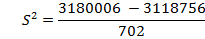 S² = (3180006 − 3118756) / 702